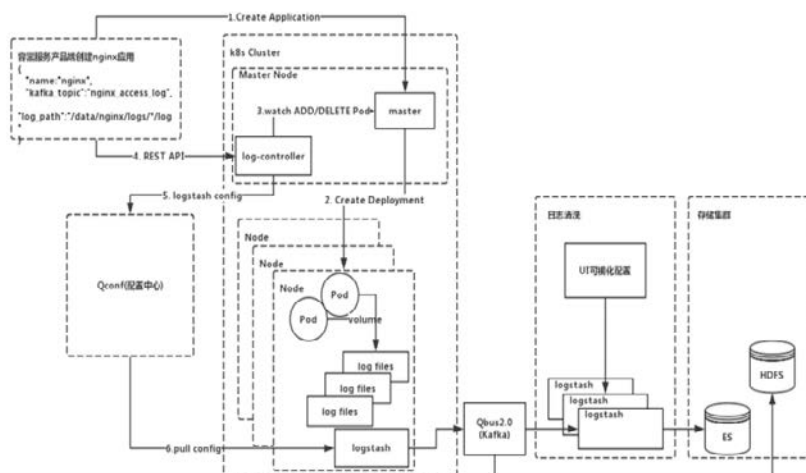 1.Create Application
容器服务产品端创建nginx应用
{
"name:"nginx",
"kafka_topic":"nginx_access_log",
"log_path":"/data/nginx/logs/*/log
"
}
k8s Cluster
Master Node
3.watch ADD/DELETE Pod
master
4. REST API
log-controller
5. logstash config
2. Create Deployment
Qconf(配置中心)
Node
Node
Node
Pod
Pod
volume
log files
log files
log files
6.pull config
logstash
Qbus2.0
(Kafka)
日志清洗
UI可视化配置
logstash
logstash
logstash
存储集群
HDFS
ES